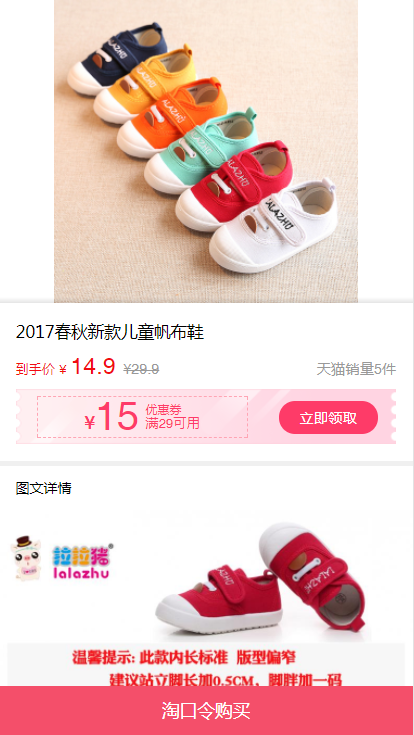 LALAZHU
LALAZHU
LALAZHU
LALAZHU
2017春秋新款儿童帆布鞋
到手价 ¥ 14.9 ¥29.9 天猫销量5件
¥15 优惠券 满29可用 立即领取
图文详情
拉拉猪®
lalazhu
LALAZHU
LALAZHU
温馨提示: 此款内长标准 版型偏窄
建议站立脚长加0.5CM，脚胖加一码
淘口令购买